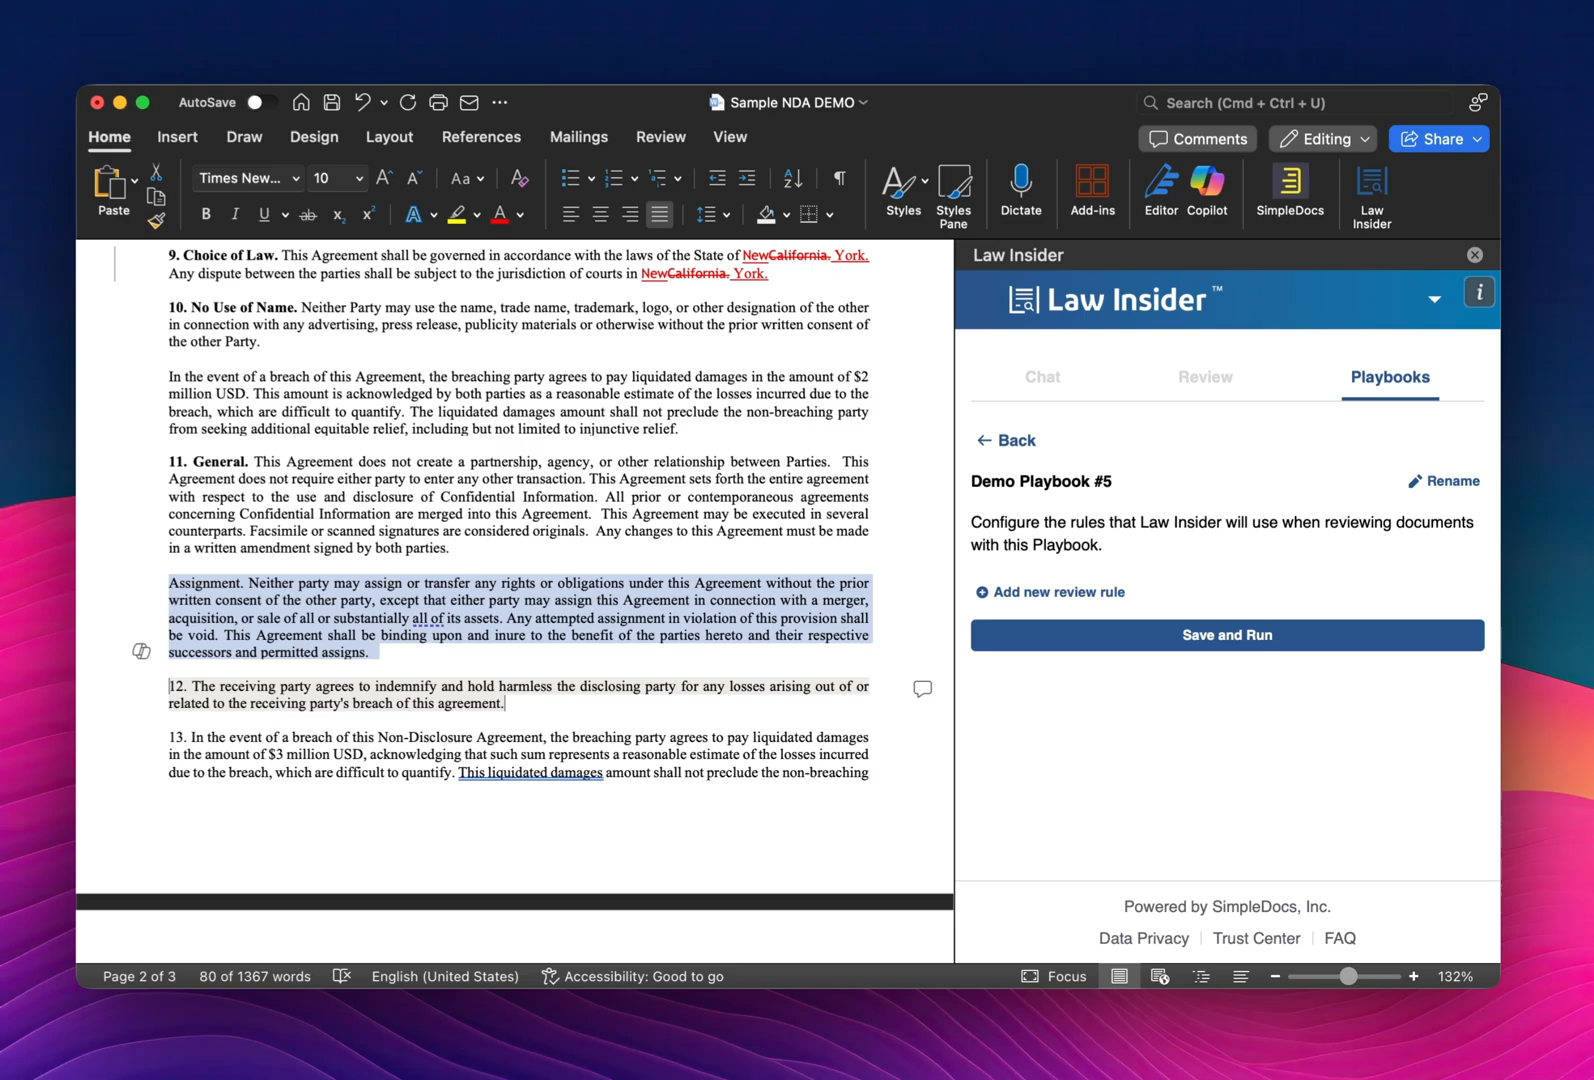 AutoSave
Sample NDA DEMO
Search (Cmd + Ctrl + U)
Home
Insert
Draw
Design
Layout
References
Mailings
Review
View
Comments
Editing
Share
Paste
Times New...
10
Aa
Styles
Styles Pane
Dictate
Add-ins
Editor
Copilot
SimpleDocs
Law Insider
9. Choice of Law. This Agreement shall be governed in accordance with the laws of the State of NewCalifornia. York.
Any dispute between the parties shall be subject to the jurisdiction of courts in NewCalifornia. York.
10. No Use of Name. Neither Party may use the name, trade name, trademark, logo, or other designation of the other
in connection with any advertising, press release, publicity materials or otherwise without the prior written consent of
the other Party.
In the event of a breach of this Agreement, the breaching party agrees to pay liquidated damages in the amount of $2
million USD. This amount is acknowledged by both parties as a reasonable estimate of the losses incurred due to the
breach, which are difficult to quantify. The liquidated damages amount shall not preclude the non-breaching party
from seeking additional equitable relief, including but not limited to injunctive relief.
11. General. This Agreement does not create a partnership, agency, or other relationship between Parties. This
Agreement does not require either party to enter any other transaction. This Agreement sets forth the entire agreement
with respect to the use and disclosure of Confidential Information. All prior or contemporaneous agreements
concerning Confidential Information are merged into this Agreement. This Agreement may be executed in several
counterparts. Facsimile or scanned signatures are considered originals. Any changes to this Agreement must be made
in a written amendment signed by both parties.
Assignment. Neither party may assign or transfer any rights or obligations under this Agreement without the prior
written consent of the other party, except that either party may assign this Agreement in connection with a merger,
acquisition, or sale of all or substantially all of its assets. Any attempted assignment in violation of this provision shall
be void. This Agreement shall be binding upon and inure to the benefit of the parties hereto and their respective
successors and permitted assigns.
12. The receiving party agrees to indemnify and hold harmless the disclosing party for any losses arising out of or
related to the receiving party's breach of this agreement.
13. In the event of a breach of this Non-Disclosure Agreement, the breaching party agrees to pay liquidated damages
in the amount of $3 million USD, acknowledging that such sum represents a reasonable estimate of the losses incurred
due to the breach, which are difficult to quantify. This liquidated damages amount shall not preclude the non-breaching
Law Insider
Law Insider™
i
Chat
Review
Playbooks
← Back
Demo Playbook #5
Rename
Configure the rules that Law Insider will use when reviewing documents
with this Playbook.
Add new review rule
Save and Run
Powered by SimpleDocs, Inc.
Data Privacy
Trust Center
FAQ
Page 2 of 3
80 of 1367 words
English (United States)
Accessibility: Good to go
Focus
132%